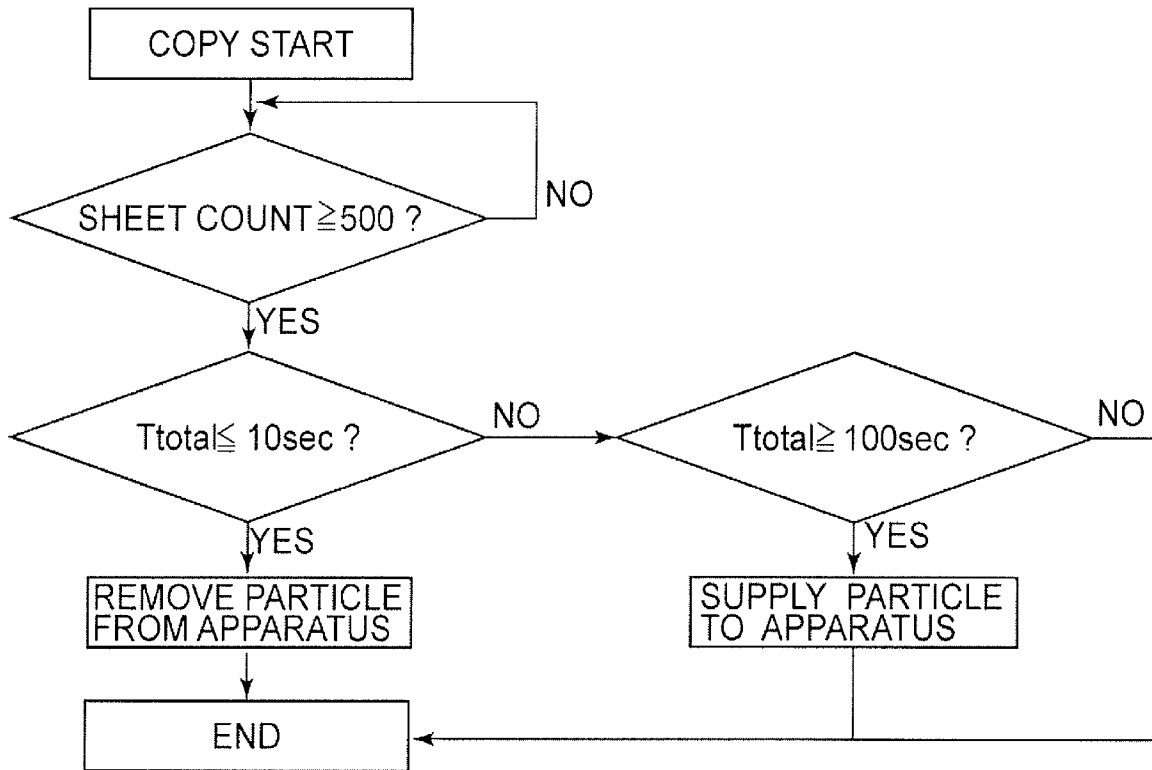 COPY START
NO
SHEET COUNT≧500 ?
YES
Ttotal≦ 10sec ?
NO
Ttotal≧ 100sec ?
NO
YES
YES
REMOVE PARTICLE
FROM APPARATUS
SUPPLY PARTICLE
TO APPARATUS
END